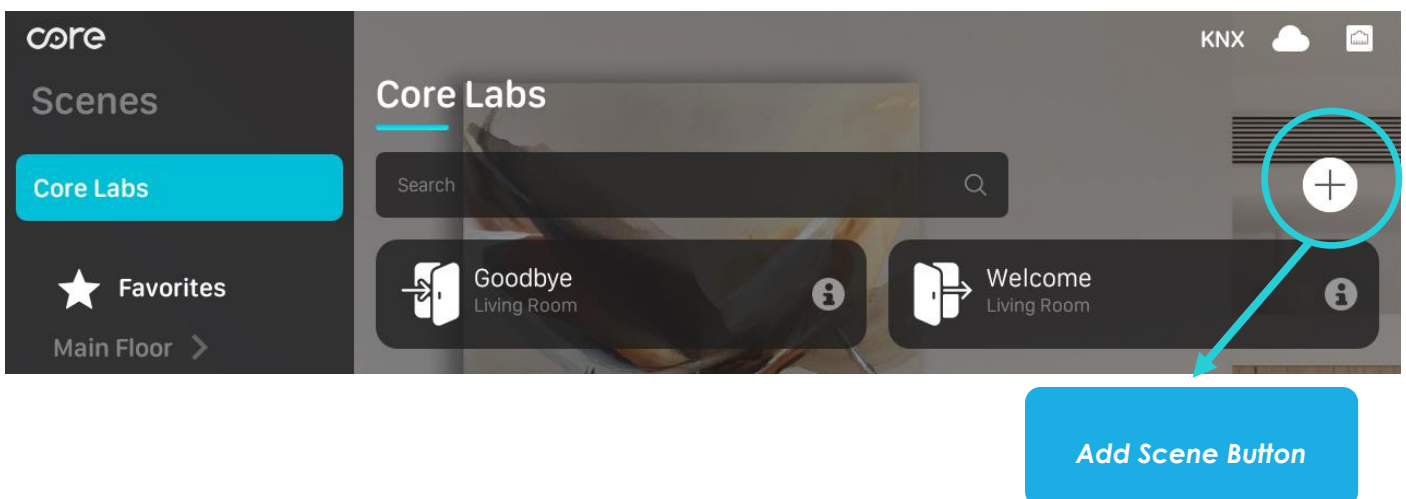 core
KNX
Scenes
Core Labs
Core Labs
Search
Favorites
Goodbye
Living Room
Welcome
Living Room
Main Floor
Add Scene Button